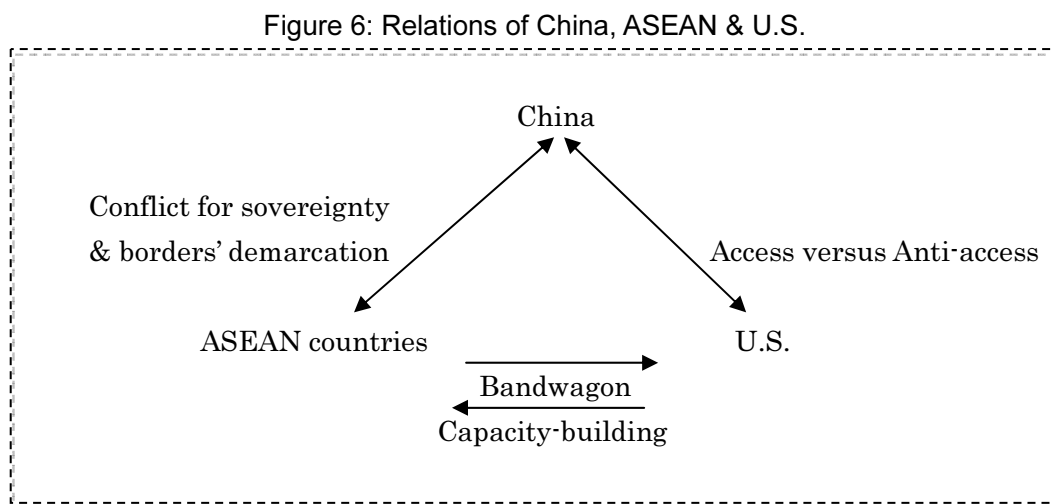 Figure 6: Relations of China, ASEAN & U.S.
China
Conflict for sovereignty
& borders’ demarcation
Access versus Anti-access
ASEAN countries
U.S.
Bandwagon
Capacity-building